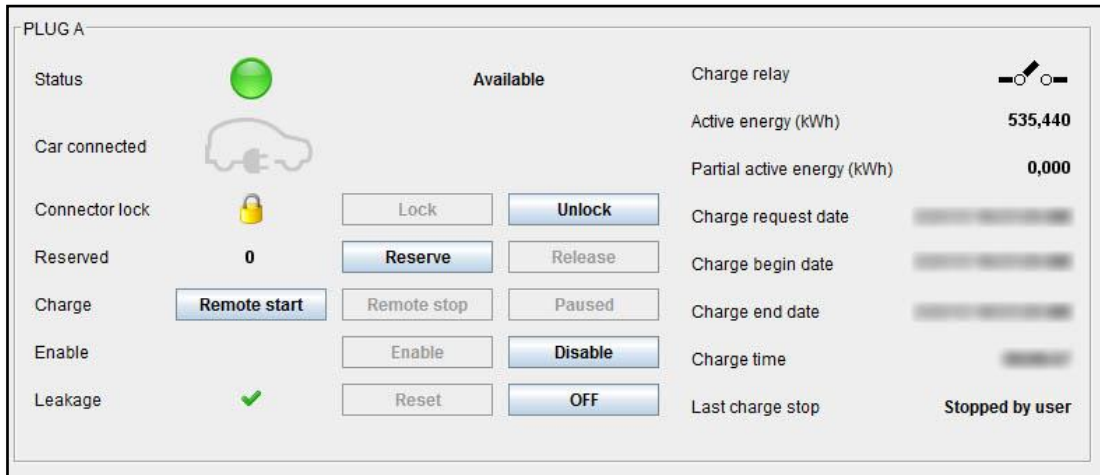 PLUG A
Status Available
Car connected
Connector lock Lock Unlock
Reserved 0 Reserve Release
Charge Remote start Remote stop Paused
Enable Enable Disable
Leakage Reset OFF
Charge relay
Active energy (kWh) 535,440
Partial active energy (kWh) 0,000
Charge request date
Charge begin date
Charge end date
Charge time
Last charge stop Stopped by user